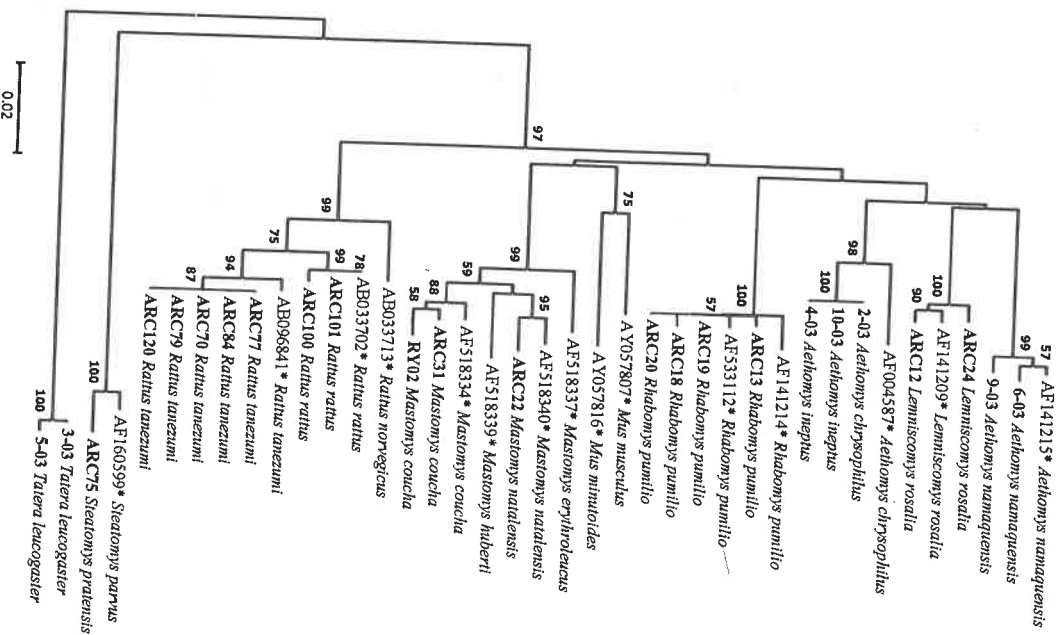 AF141215* Aethomys namaquensis
6-03 Aethomys namaquensis
9-03 Aethomys namaquensis
ARC24 Lemniscomys rosalia
AF141209* Lemniscomys rosalia
ARC12 Lemniscomys rosalia
AF004587* Aethomys chrysophilus
2-03 Aethomys chrysophilus
10-03 Aethomys ineptus
4-03 Aethomys ineptus
AF141214* Rhabomys pumilio
ARC13 Rhabomys pumilio
AF533112* Rhabomys pumilio
ARC19 Rhabomys pumilio
ARC18 Rhabomys pumilio
ARC20 Rhabomys pumilio
AY057807* Mus musculus
AY057816* Mus minutoides
AF518337* Mastomys erythroleucus
AF518340* Mastomys natalensis
ARC22 Mastomys natalensis
AF518339* Mastomys huberti
AF518334* Mastomys coucha
ARC31 Mastomys coucha
RY02 Mastomys coucha
AB033713* Rattus norvegicus
AB033702* Rattus rattus
ARC101 Rattus rattus
ARC100 Rattus rattus
AB096841* Rattus tanezumi
ARC77 Rattus tanezumi
ARC84 Rattus tanezumi
ARC70 Rattus tanezumi
ARC79 Rattus tanezumi
ARC120 Rattus tanezumi
AF160599* Steatomys parvus
ARC75 Steatomys pratensis
3-03 Tatera leucogaster
5-03 Tatera leucogaster
57
99
100
90
98
100
100
57
75
97
99
95
59
88
58
99
78
99
75
94
87
100
100
0.02